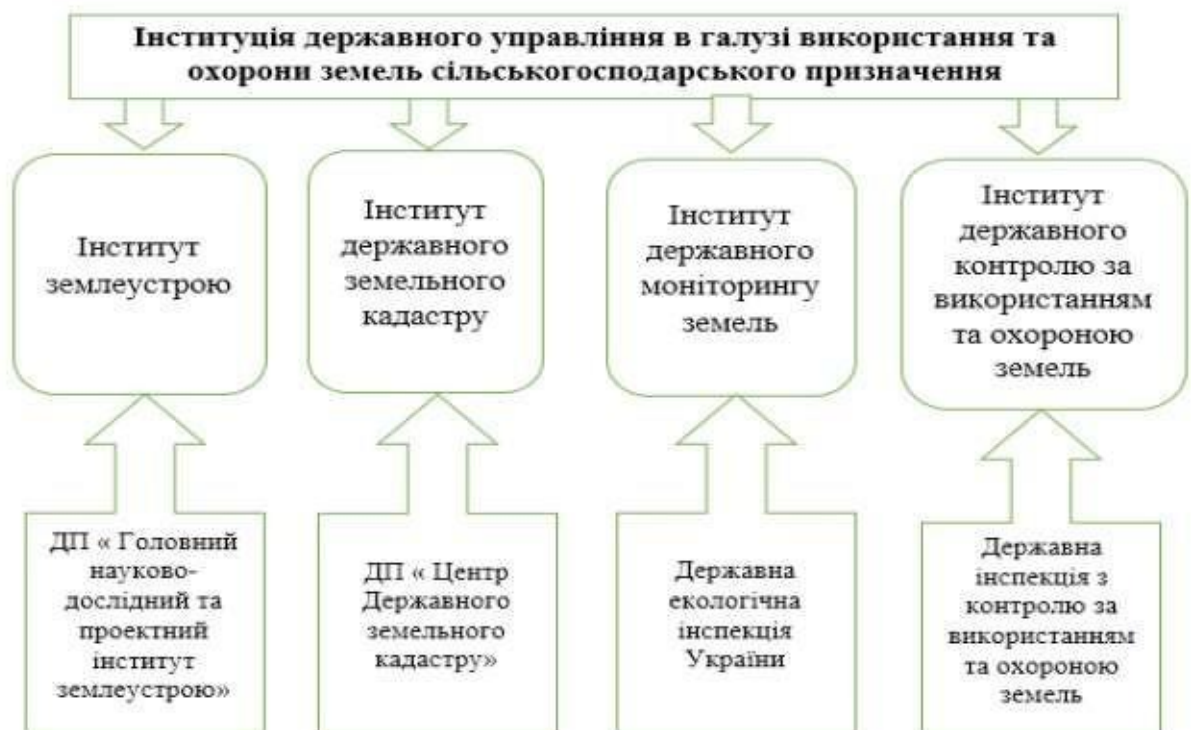 Інституція державного управління в галузі використання та
охорони земель сільськогосподарського призначення
Інститут
землеустрою
Інститут
державного
земельного
кадастру
Інститут
державного
моніторингу
земель
Інститут
державного
контролю за
використанням
та охороною
земель
ДП « Головний
науково-
дослідний та
проектний
інститут
землеустрою»
ДП « Центр
Державного
земельного
кадастру»
Державна
екологічна
інспекція
України
Державна
інспекція з
контролю за
використанням
та охороною
земель